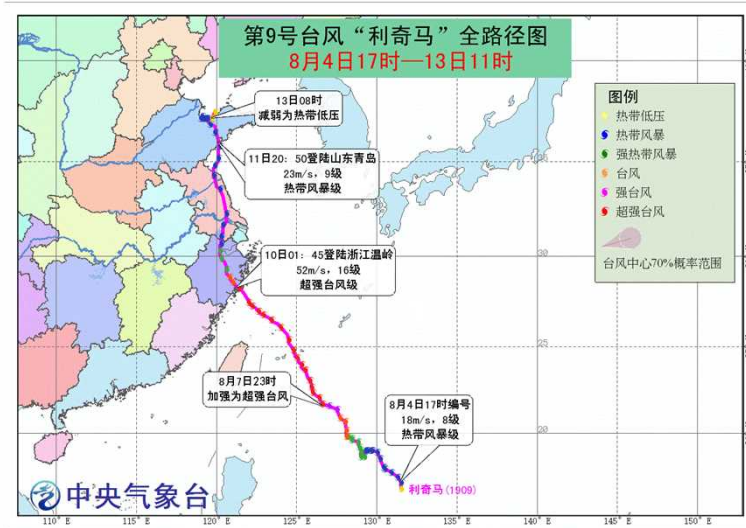 第9号台风“利奇马”全路径图
8月4日17时—13日11时
13日08时
减弱为热带低压
11日20：50登陆山东青岛
23m/s，9级
热带风暴级
10日01：45登陆浙江温岭
52m/s，16级
超强台风级
8月7日23时
加强为超强台风
8月4日17时编号
18m/s，8级
热带风暴级
利奇马(1909)
图例
热带低压
热带风暴
强热带风暴
台风
强台风
超强台风
台风中心70%概率范围
35
30
25
20
中央气象台
110° E
115° E
120° E
125° E
130° E
135° E
140° E
145° E
150° E